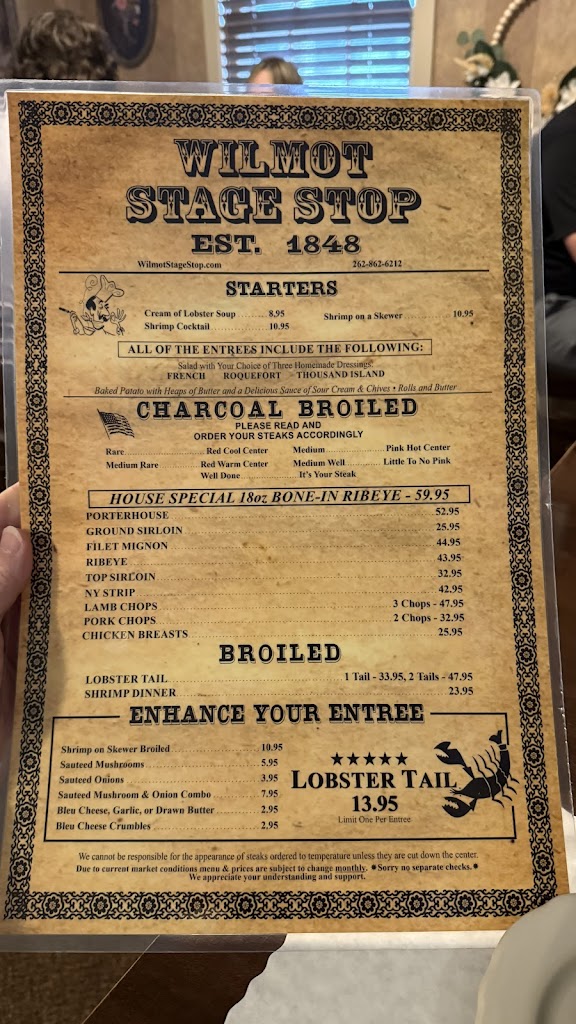 WILMOT
STAGE STOP
EST. 1848
WilmotStageStop.com 262-862-6212
STARTERS
Cream of Lobster Soup 8.95 Shrimp on a Skewer 10.95
Shrimp Cocktail 10.95
ALL OF THE ENTREES INCLUDE THE FOLLOWING:
Salad with Your Choice of Three Homemade Dressings:
FRENCH ROQUEFORT THOUSAND ISLAND
Baked Potato with Heaps of Butter and a Delicious Sauce of Sour Cream & Chives • Rolls and Butter
CHARCOAL BROILED
PLEASE READ AND
ORDER YOUR STEAKS ACCORDINGLY
Rare Red Cool Center Medium Pink Hot Center
Medium Rare Red Warm Center Medium Well Little To No Pink
Well Done It's Your Steak
HOUSE SPECIAL 18oz BONE-IN RIBEYE - 59.95
PORTERHOUSE 52.95
GROUND SIRLOIN 25.95
FILET MIGNON 44.95
RIBEYE 43.95
TOP SIRLOIN 32.95
NY STRIP 42.95
LAMB CHOPS 3 Chops - 47.95
PORK CHOPS 2 Chops - 32.95
CHICKEN BREASTS 25.95
BROILED
LOBSTER TAIL 1 Tail - 33.95, 2 Tails - 47.95
SHRIMP DINNER 23.95
ENHANCE YOUR ENTREE
Shrimp on Skewer Broiled 10.95
Sauteed Mushrooms 5.95
Sauteed Onions 3.95
Sauteed Mushroom & Onion Combo 7.95
Bleu Cheese, Garlic, or Drawn Butter 2.95
Bleu Cheese Crumbles 2.95
★★★★★
LOBSTER TAIL
13.95
Limit One Per Entree
We cannot be responsible for the appearance of steaks ordered to temperature unless they are cut down the center.
Due to current market conditions menu & prices are subject to change monthly. * Sorry no separate checks. *
We appreciate your understanding and support.